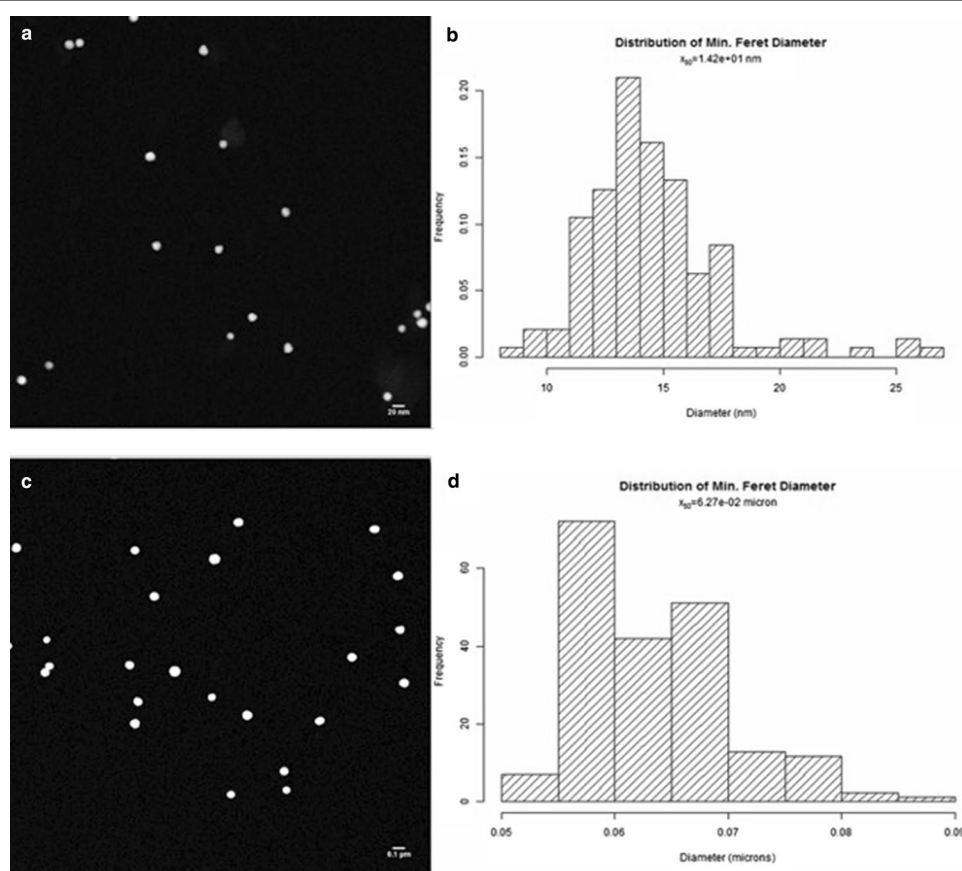 a
20 nm
b
Distribution of Min. Feret Diameter
x50=1.42e+01 nm
Frequency
0.20
0.15
0.10
0.05
0.00
10 15 20 25
Diameter (nm)
c
0.1 µm
d
Distribution of Min. Feret Diameter
x50=6.27e-02 micron
Frequency
60
40
20
0
0.05 0.06 0.07 0.08 0.09
Diameter (microns)